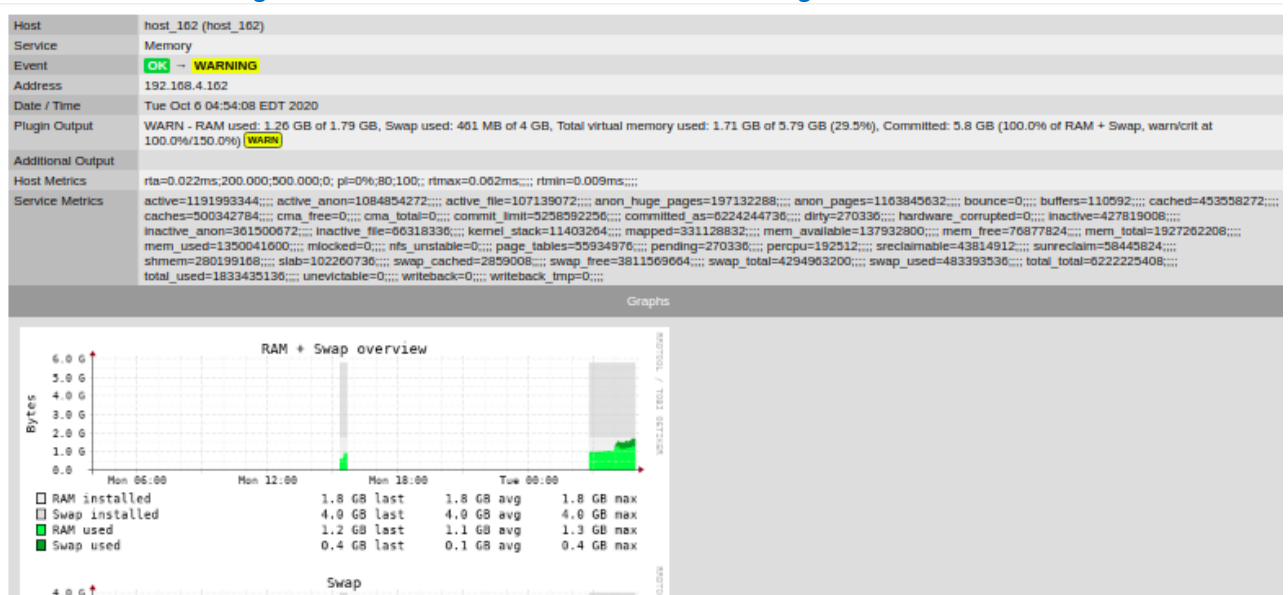 Host host_162 (host_162)
Service Memory
Event OK → WARNING
Address 192.168.4.162
Date / Time Tue Oct 6 04:54:08 EDT 2020
Plugin Output WARN - RAM used: 1.26 GB of 1.79 GB, Swap used: 461 MB of 4 GB, Total virtual memory used: 1.71 GB of 5.79 GB (29.5%), Committed: 5.8 GB (100.0% of RAM + Swap, warn/crit at
100.0%/150.0%) WARN
Additional Output
Host Metrics rta=0.022ms;200.000;500.000;0; pl=0%;80;100;; rtmax=0.062ms;;;; rtmin=0.009ms;;;;
Service Metrics active=1191993344;;;; active_anon=1084854272;;;; active_file=107139072;;;; anon_huge_pages=197132288;;;; anon_pages=1163845632;;;; bounce=0;;;; buffers=110592;;;; cached=453558272;;;;
caches=500342784;;;; cma_free=0;;;; cma_total=0;;;; commit_limit=5258592256;;;; committed_as=6224244736;;;; dirty=270336;;;; hardware_corrupted=0;;;; inactive=427819008;;;;
inactive_anon=361500672;;;; inactive_file=66318336;;;; kernel_stack=11403264;;;; mapped=331128832;;;; mem_available=137932800;;;; mem_free=76877824;;;; mem_total=1927262208;;;;
mem_used=1350041600;;;; mlocked=0;;;; nfs_unstable=0;;;; page_tables=55934976;;;; pending=270336;;;; percpu=192512;;;; sreclaimable=43814912;;;; sunreclaim=58445824;;;;
shmem=280199168;;;; slab=102260736;;;; swap_cached=2859008;;;; swap_free=3811569664;;;; swap_total=4294963200;;;; swap_used=483393536;;;; total_total=6222225408;;;;
total_used=1833435136;;;; unevictable=0;;;; writeback=0;;;; writeback_tmp=0;;;;
Graphs
RAM + Swap overview
RRDTOOL / TOBI OETIKER
Bytes
6.0 G
5.0 G
4.0 G
3.0 G
2.0 G
1.0 G
0.0
Mon 06:00 Mon 12:00 Mon 18:00 Tue 00:00
RAM installed 1.8 GB last 1.8 GB avg 1.8 GB max
Swap installed 4.0 GB last 4.0 GB avg 4.0 GB max
RAM used 1.2 GB last 1.1 GB avg 1.3 GB max
Swap used 0.4 GB last 0.1 GB avg 0.4 GB max
Swap
4.0 G